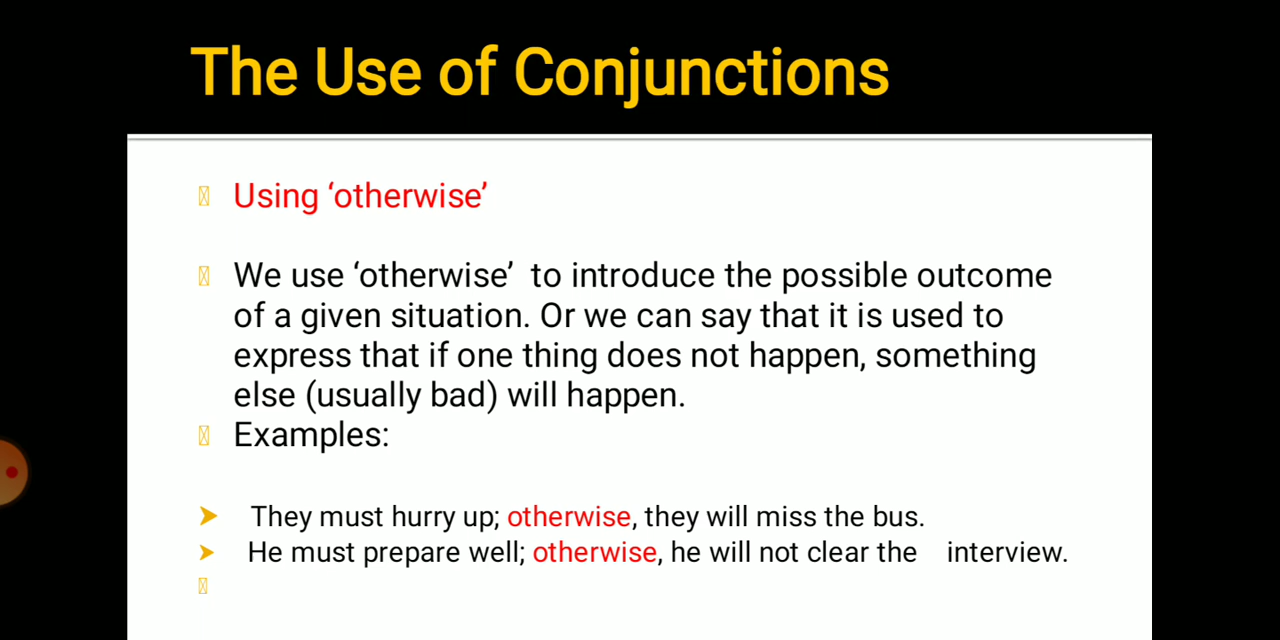 The Use of Conjunctions
Using ‘otherwise’
We use ‘otherwise’ to introduce the possible outcome
of a given situation. Or we can say that it is used to
express that if one thing does not happen, something
else (usually bad) will happen.
Examples:
➤ They must hurry up; otherwise, they will miss the bus.
➤ He must prepare well; otherwise, he will not clear the interview.